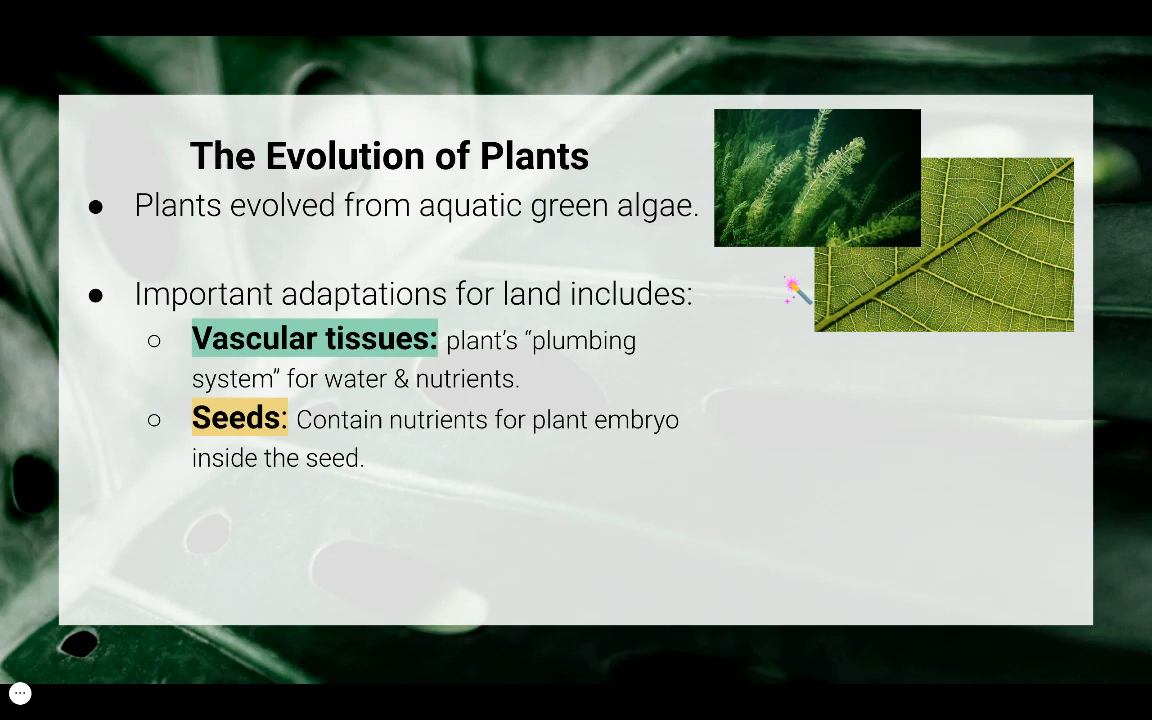 The Evolution of Plants
● Plants evolved from aquatic green algae.
● Important adaptations for land includes:
○ Vascular tissues: plant’s “plumbing
system” for water & nutrients.
○ Seeds: Contain nutrients for plant embryo
inside the seed.